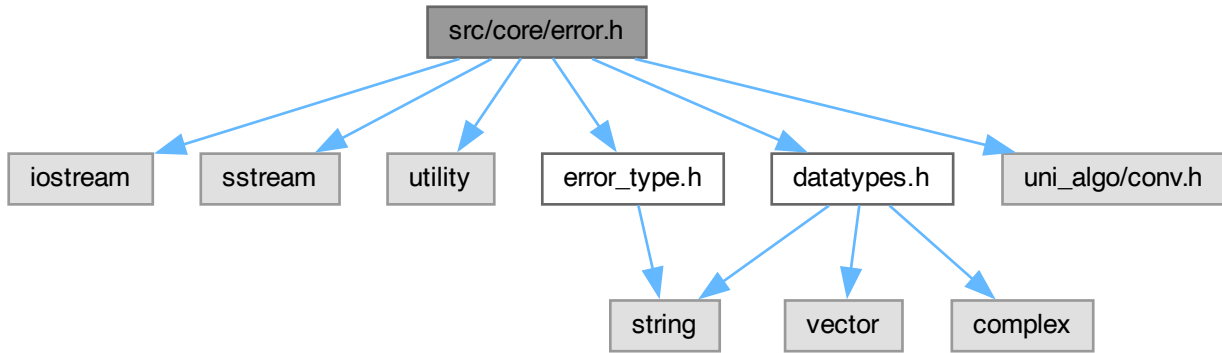 src/core/error.h
iostream
sstream
utility
error_type.h
datatypes.h
uni_algo/conv.h
string
vector
complex